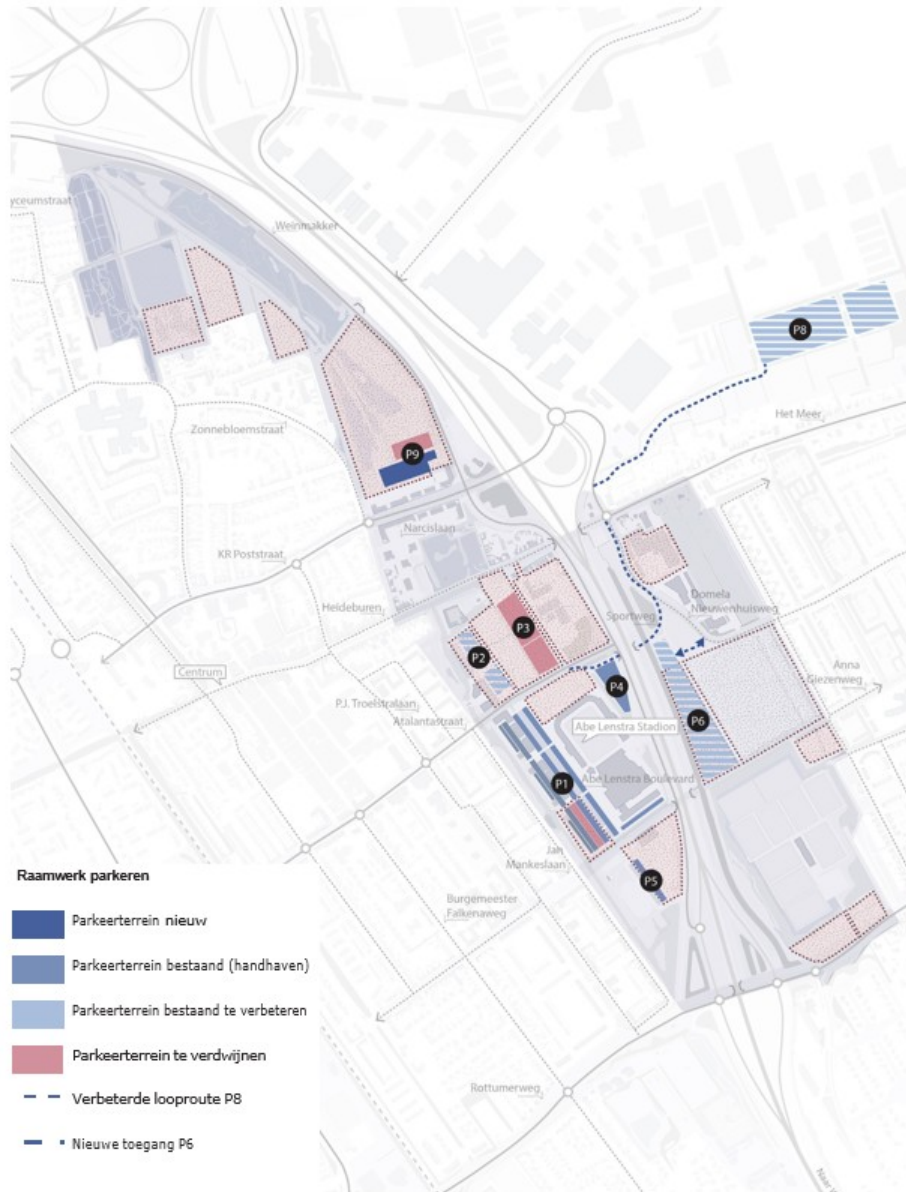 yceumstraat
Weinmakker
P8
Het Meer
Zonnebloemstraat
P9
Narcislaan
KR Poststraat
Heideburen
P3
Sportweg
Domela
Nieuwenhuisweg
P2
Centrum
P4
Anna
Giezenweg
P.J. Troelstralaan
Atalantastraat
Abe Lenstra Stadion
P6
P1
Abe Lenstra Boulevard
Jan
Mankeslaan
P5
Burgemeester
Falkenaweg
Rottumerweg
Raamwerk parkeren
Parkeerterrein nieuw
Parkeerterrein bestaand (handhaven)
Parkeerterrein bestaand te verbeteren
Parkeerterrein te verdwijnen
Verbeterde looproute P8
Nieuwe toegang P6